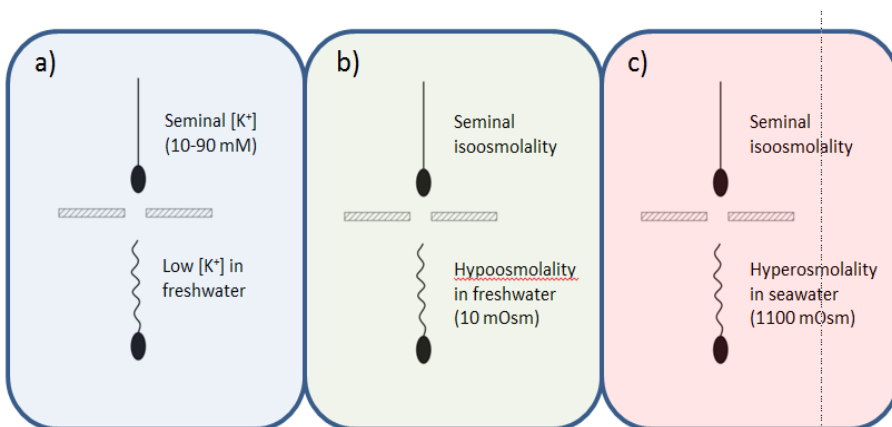 a)
Seminal [K⁺]
(10-90 mM)
Low [K⁺] in
freshwater
b)
Seminal
isoosmolality
Hypoosmolality
in freshwater
(10 mOsm)
c)
Seminal
isoosmolality
Hyperosmolality
in seawater
(1100 mOsm)